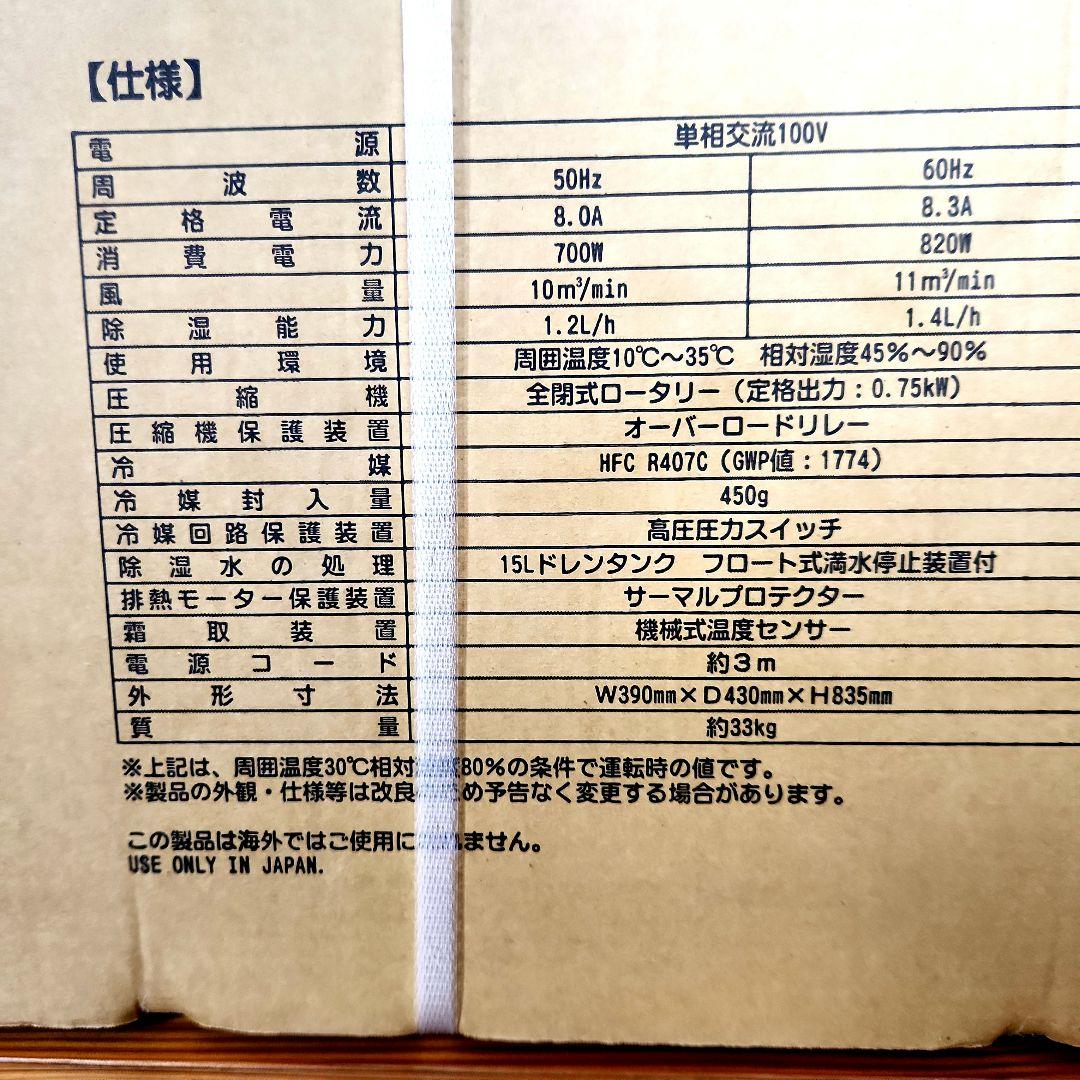 【仕様】
電源 単相交流100V
周波数 50Hz 60Hz
定格電流 8.0A 8.3A
消費電力 700W 820W
風量 10m³/min 11m³/min
除湿能力 1.2L/h 1.4L/h
使用環境 周囲温度10℃～35℃ 相対湿度45%～90%
圧縮機 全閉式ロータリー（定格出力：0.75kW）
圧縮機保護装置 オーバーロードリレー
冷媒 HFC R407C（GWP値：1774）
冷媒封入量 450g
冷媒回路保護装置 高圧圧力スイッチ
除湿水の処理 15Lドレンタンク フロート式満水停止装置付
排熱モーター保護装置 サーマルプロテクター
霜取装置 機械式温度センサー
電源コード 約3m
外形寸法 W390mm×D430mm×H835mm
質量 約33kg
※上記は、周囲温度30℃相対 度80%の条件で運転時の値です。
※製品の外観・仕様等は改良 め予告なく変更する場合があります。
この製品は海外ではご使用に れません。
USE ONLY IN JAPAN.